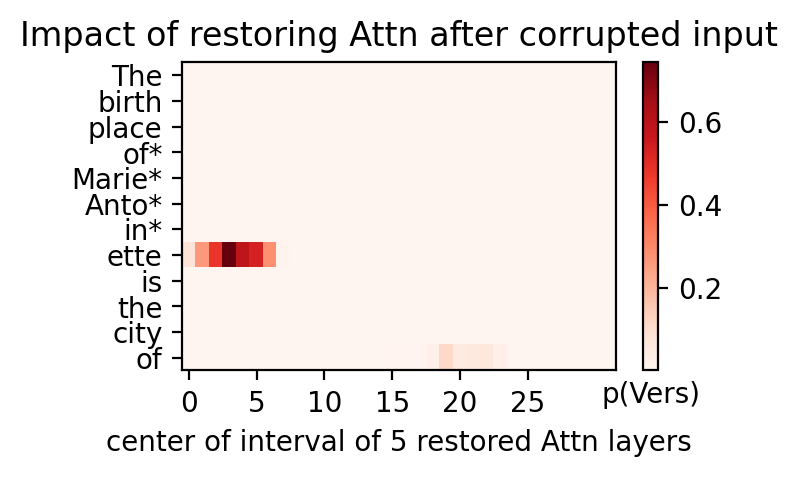 Impact of restoring Attn after corrupted input
The
birth
place
of*
Marie*
Anto*
in*
ette
is
the
city
of
0 5 10 15 20 25
center of interval of 5 restored Attn layers
0.6
0.4
0.2
p(Vers)